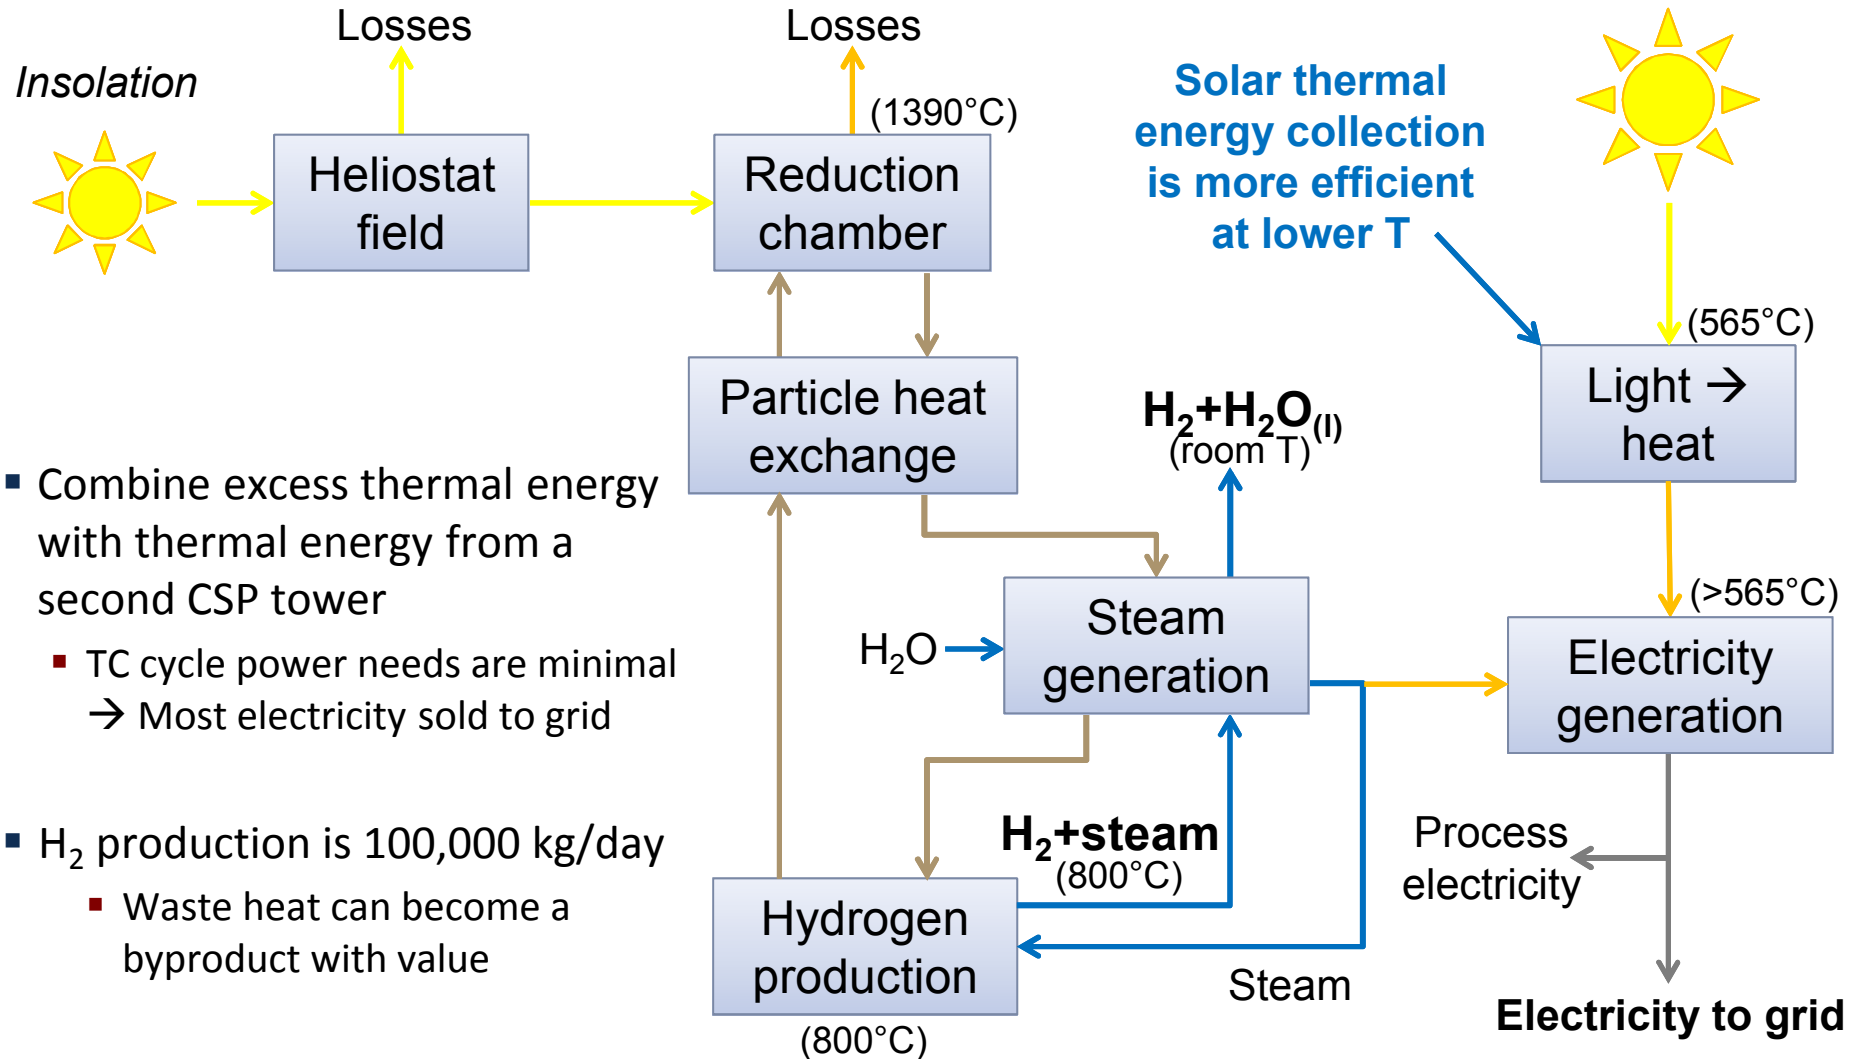 Losses
Losses
Insolation
(1390°C)
Heliostat
field
Reduction
chamber
Solar thermal
energy collection
is more efficient
at lower T
(565°C)
Light →
heat
Particle heat
exchange
H₂+H₂O(l)
(room T)
▪ Combine excess thermal energy
with thermal energy from a
second CSP tower
▪ TC cycle power needs are minimal
→ Most electricity sold to grid
(>565°C)
H₂O
Steam
generation
Electricity
generation
▪ H₂ production is 100,000 kg/day
▪ Waste heat can become a
byproduct with value
H₂+steam
(800°C)
Process
electricity
Hydrogen
production
(800°C)
Steam
Electricity to grid